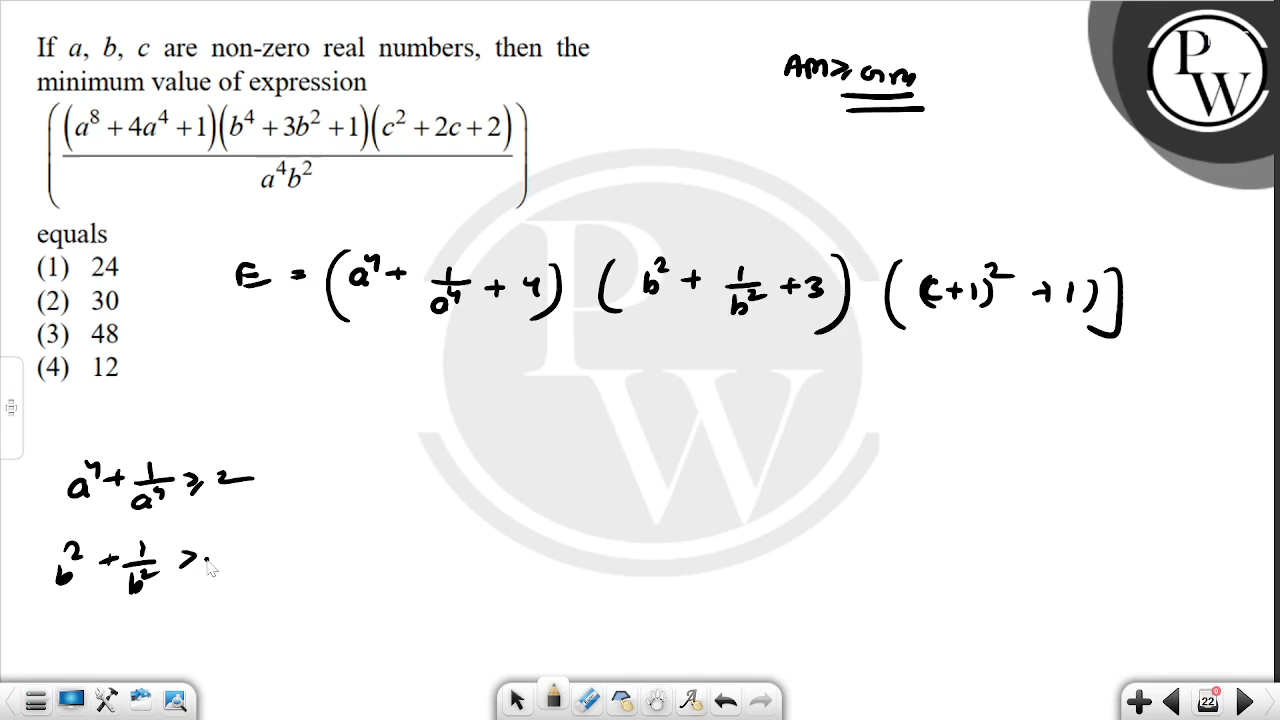 If a, b, c are non-zero real numbers, then the
minimum value of expression
((a⁸ + 4a⁴ + 1)(b⁴ + 3b² + 1)(c² + 2c + 2) / a⁴b²)
equals
(1) 24
(2) 30
(3) 48
(4) 12
AM ≥ GM
PW
E = (a⁴ + 1/a⁴ + 4) (b² + 1/b² + 3) ((c+1)² + 1)]
a⁴ + 1/a⁴ ≥ 2
b² + 1/b² >
PW
22